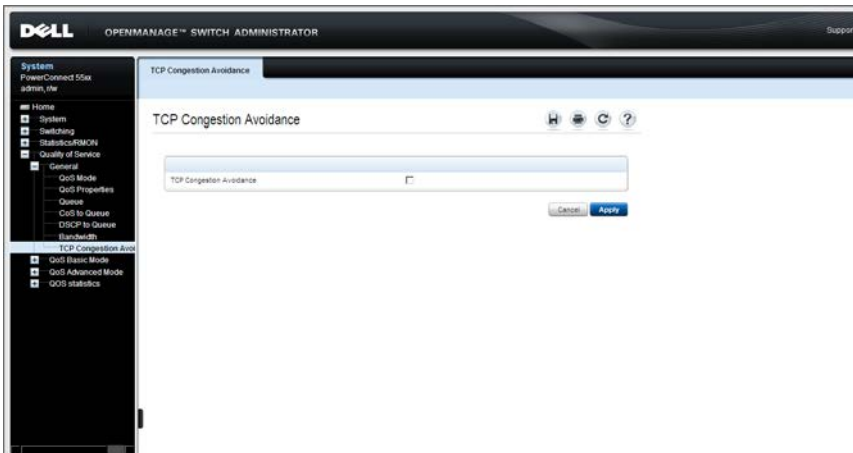 DELL
OPENMANAGE™ SWITCH ADMINISTRATOR
Suppor
System
PowerConnect 55xx
admin, r/w
Home
System
Switching
Statistics/RMON
Quality of Service
General
QoS Mode
QoS Properties
Queue
CoS to Queue
DSCP to Queue
Bandwidth
TCP Congestion Avoi
QoS Basic Mode
QoS Advanced Mode
QOS statistics
TCP Congestion Avoidance
TCP Congestion Avoidance
?
TCP Congestion Avoidance
Cancel
Apply